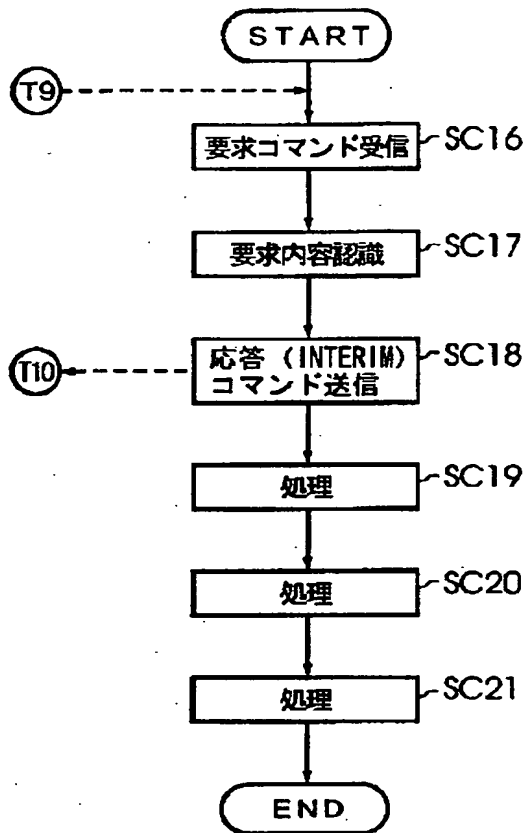 START
T9
要求コマンド受信
SC16
要求内容認識
SC17
応答（INTERIM）
コマンド送信
SC18
T10
処理
SC19
処理
SC20
処理
SC21
END